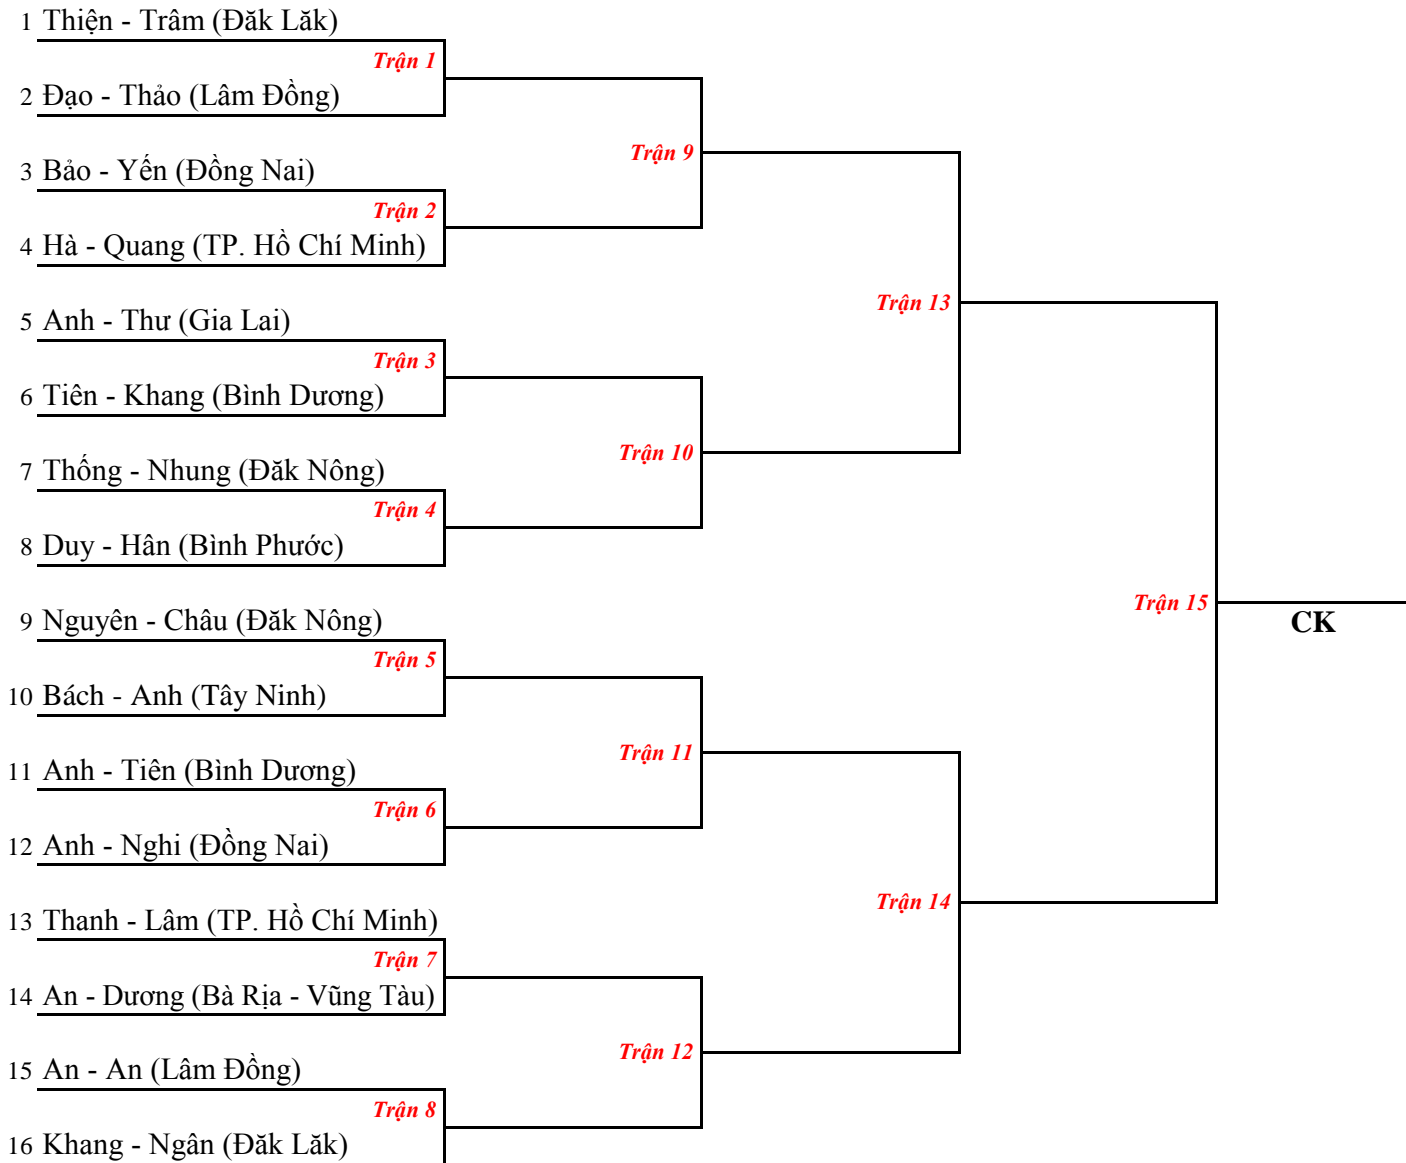 1 Thiện - Trâm (Đăk Lăk)
Trận 1
2 Đạo - Thảo (Lâm Đồng)
Trận 9
3 Bảo - Yến (Đồng Nai)
Trận 2
4 Hà - Quang (TP. Hồ Chí Minh)
Trận 13
5 Anh - Thư (Gia Lai)
Trận 3
6 Tiên - Khang (Bình Dương)
Trận 10
7 Thống - Nhung (Đăk Nông)
Trận 4
8 Duy - Hân (Bình Phước)
Trận 15
CK
9 Nguyên - Châu (Đăk Nông)
Trận 5
10 Bách - Anh (Tây Ninh)
Trận 11
11 Anh - Tiên (Bình Dương)
Trận 6
12 Anh - Nghi (Đồng Nai)
Trận 14
13 Thanh - Lâm (TP. Hồ Chí Minh)
Trận 7
14 An - Dương (Bà Rịa - Vũng Tàu)
Trận 12
15 An - An (Lâm Đồng)
Trận 8
16 Khang - Ngân (Đăk Lăk)